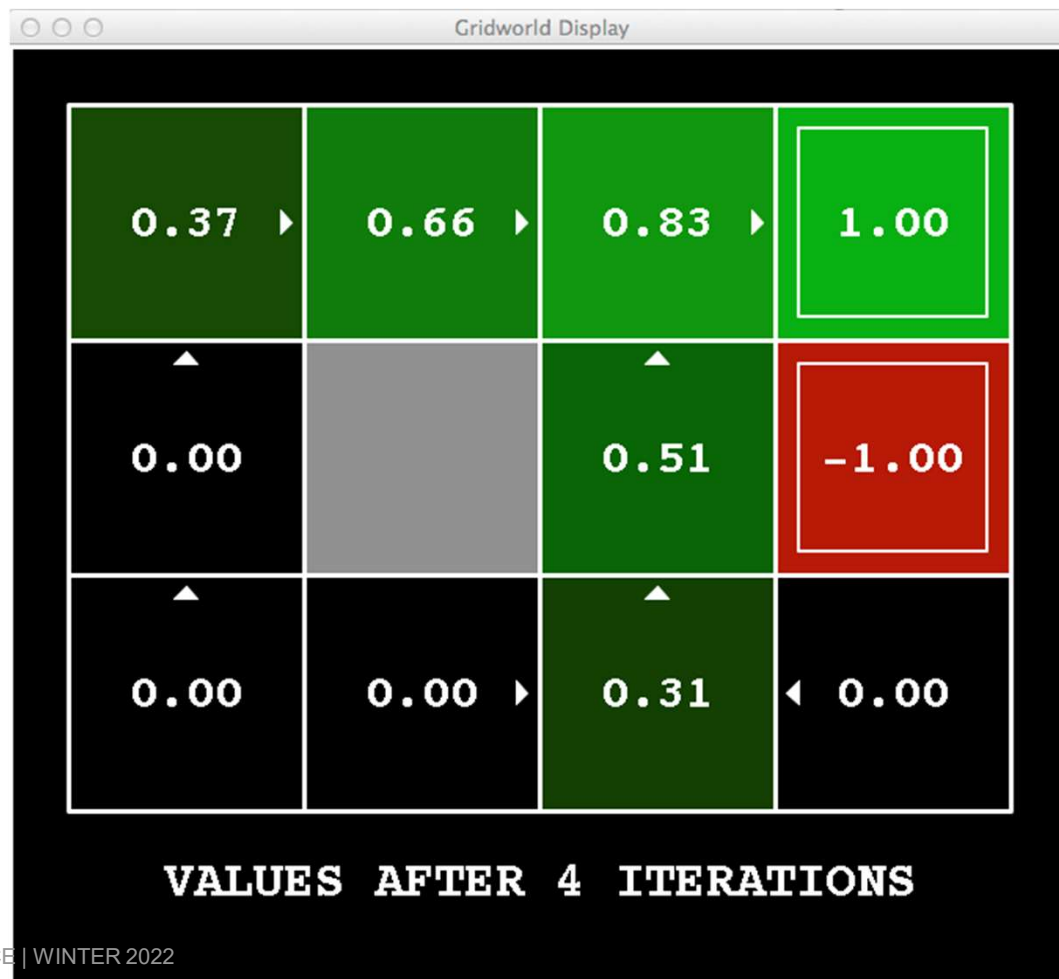 Gridworld Display
0.37 0.66 0.83 1.00
0.00 0.51 -1.00
0.00 0.00 0.31 0.00
VALUES AFTER 4 ITERATIONS
| WINTER 2022